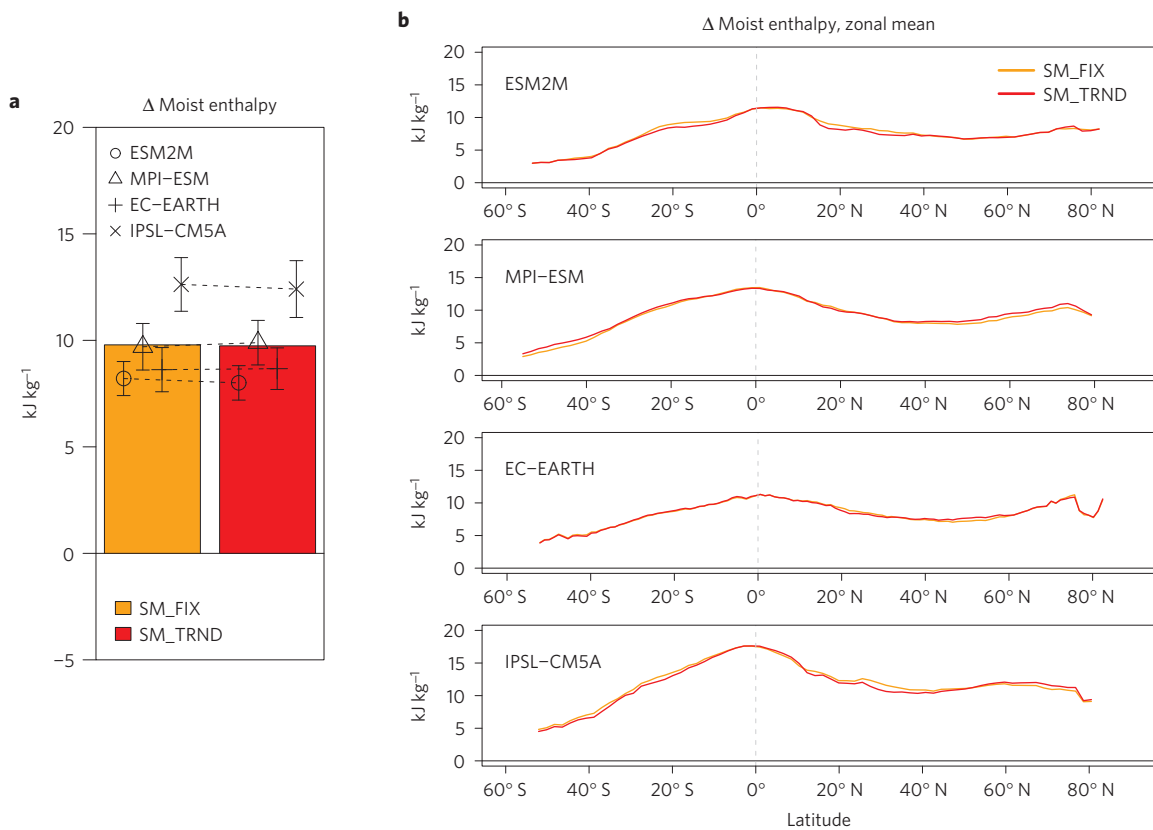 a
Δ Moist enthalpy
20
15
10
5
0
−5
kJ kg–1
ESM2M
MPI−ESM
EC−EARTH
IPSL−CM5A
SM_FIX
SM_TRND
b
Δ Moist enthalpy, zonal mean
20
15
10
5
0
kJ kg–1
ESM2M
SM_FIX
SM_TRND
60° S 40° S 20° S 0° 20° N 40° N 60° N 80° N
20
15
10
5
0
kJ kg–1
MPI−ESM
60° S 40° S 20° S 0° 20° N 40° N 60° N 80° N
20
15
10
5
0
kJ kg–1
EC−EARTH
60° S 40° S 20° S 0° 20° N 40° N 60° N 80° N
20
15
10
5
0
kJ kg–1
IPSL−CM5A
60° S 40° S 20° S 0° 20° N 40° N 60° N 80° N
Latitude